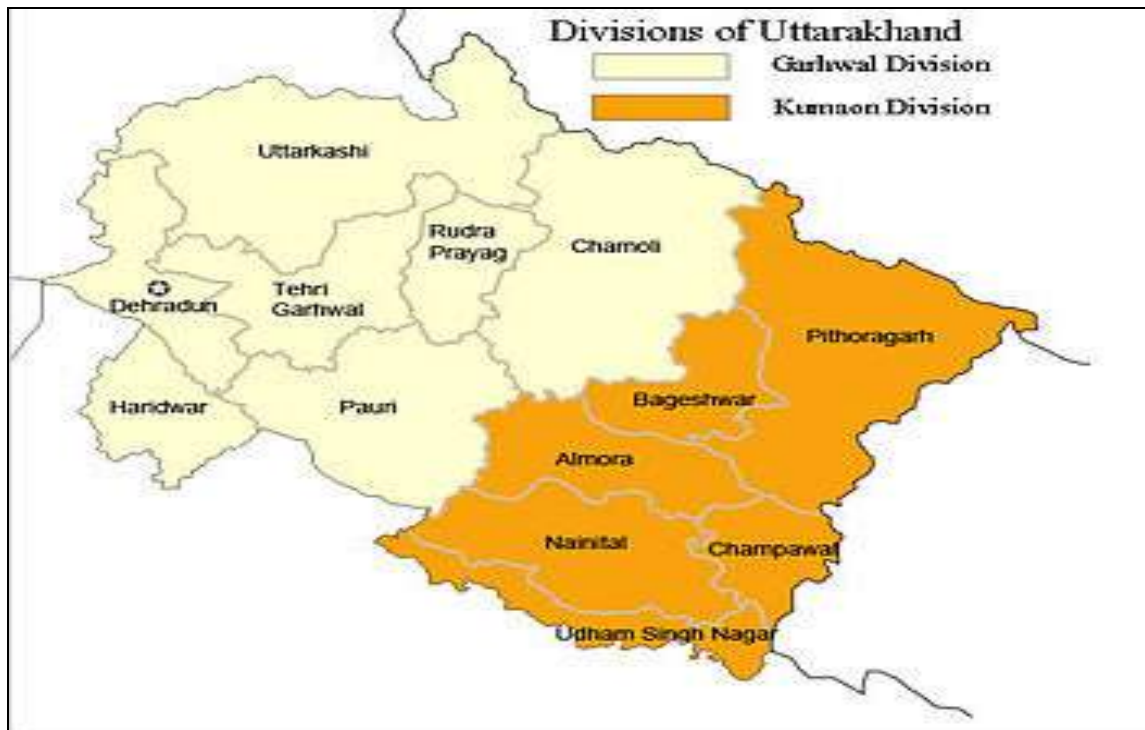 Divisions of Uttarakhand
Garhwal Division
Kumaon Division
Uttarkashi
Rudra
Prayag
Chamoli
Tehri
Garhwal
Dehradun
Pithoragarh
Haridwar
Pauri
Bageshwar
Almora
Nainital
Champawat
Udham Singh Nagar